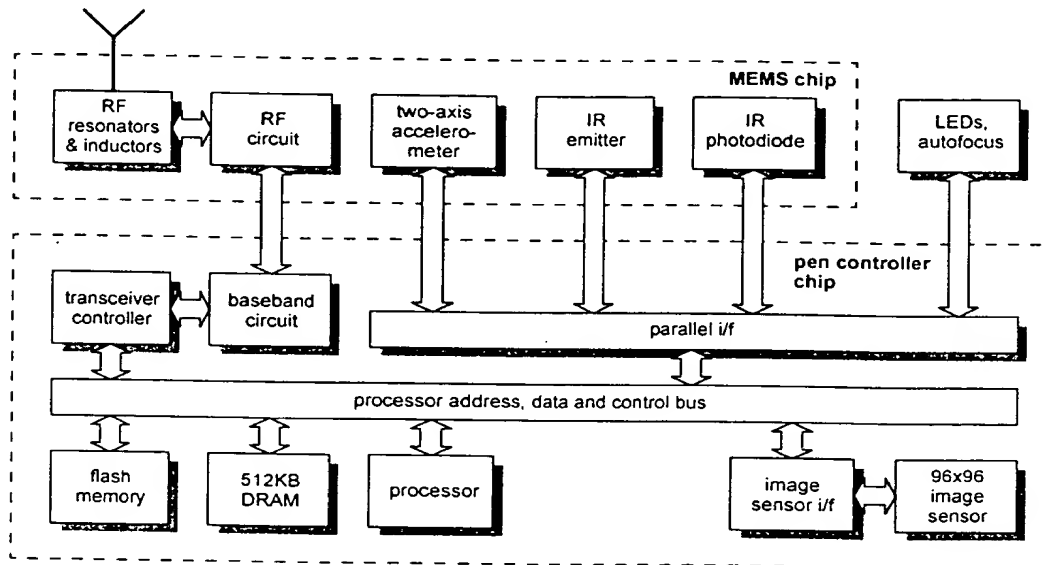 MEMS chip
RF
resonators
& inductors
RF
circuit
two-axis
accelero-
meter
IR
emitter
IR
photodiode
LEDs,
autofocus
pen controller
chip
transceiver
controller
baseband
circuit
parallel i/f
processor address, data and control bus
flash
memory
512KB
DRAM
processor
image
sensor i/f
96x96
image
sensor